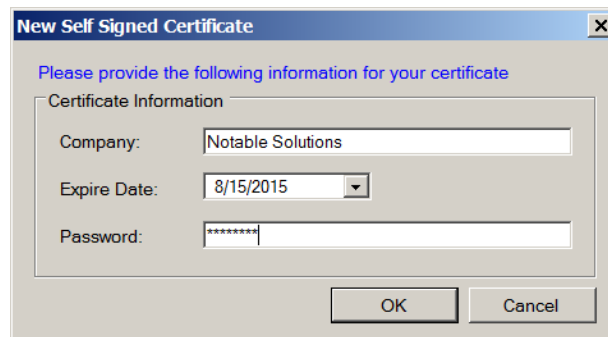 New Self Signed Certificate
Please provide the following information for your certificate
Certificate Information
Company: Notable Solutions
Expire Date: 8/15/2015
Password: ********
OK Cancel